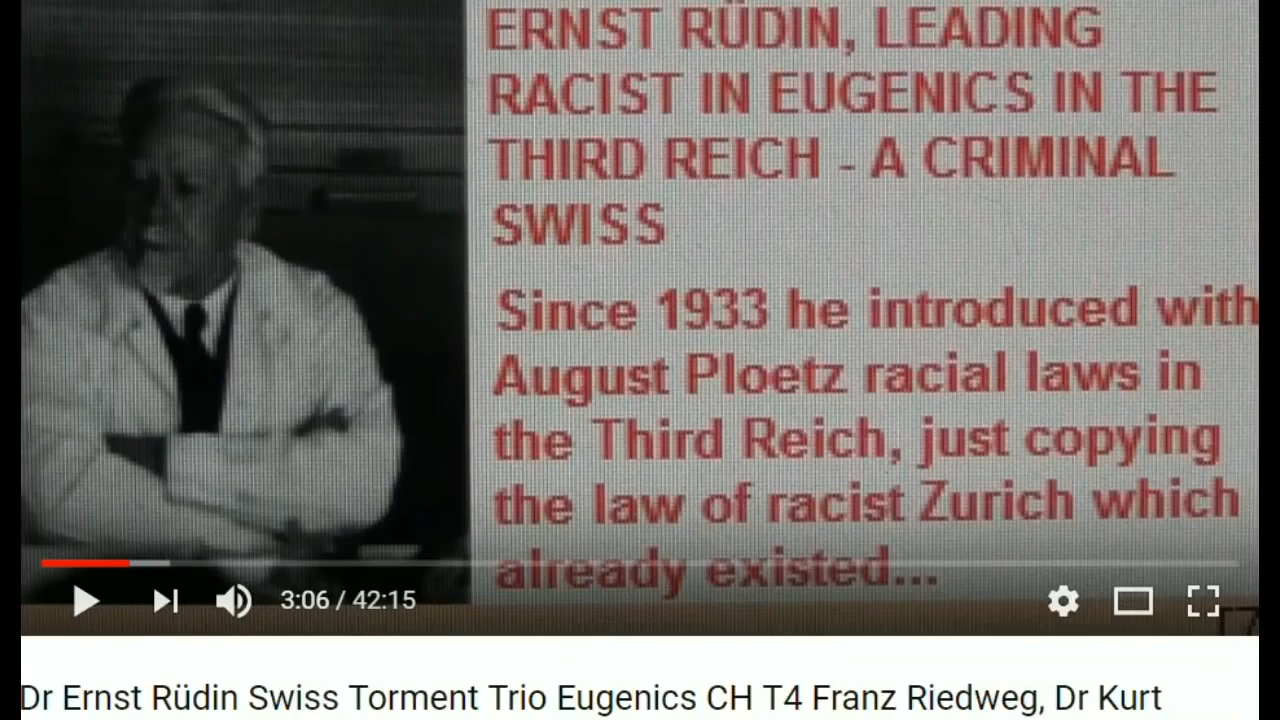 ERNST RÜDIN, LEADING
RACIST IN EUGENICS IN THE
THIRD REICH - A CRIMINAL
SWISS
Since 1933 he introduced with
August Ploetz racial laws in
the Third Reich, just copying
the law of racist Zurich which
already existed...
3:06 / 42:15
Dr Ernst Rüdin Swiss Torment Trio Eugenics CH T4 Franz Riedweg, Dr Kurt